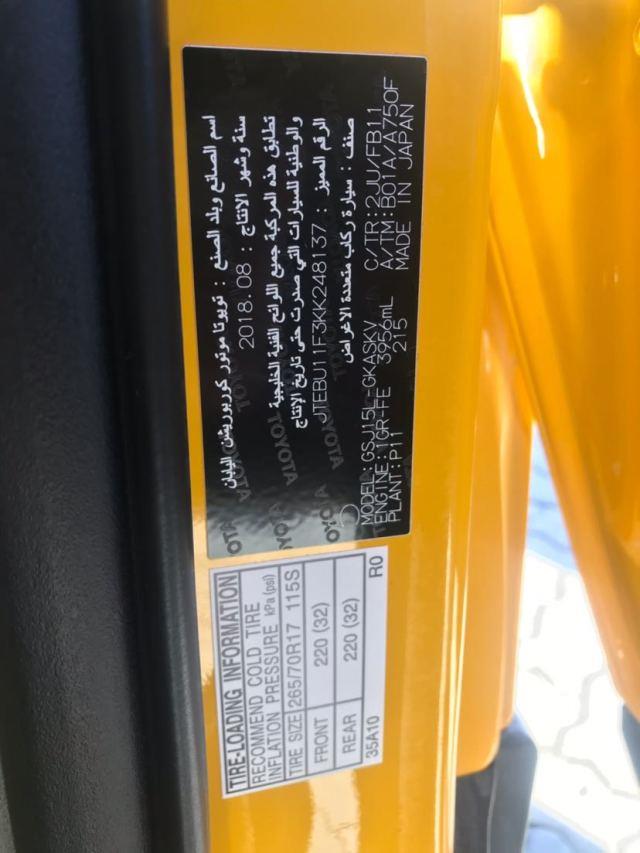 اسم الصانع وبلد الصنع : تويوتا موتور كوربوريشن اليابان
سنة وشهر الإنتاج : 2018.08
تطابق هذه المركبة جميع اللوائح الفنية الخليجية
والوطنية للسيارات التي صدرت حتى تاريخ الإنتاج
الرقم المميز : JTEBU11F3KK248137
صنف : سيارة ركاب متعددة الأغراض
MODEL:GSJ15L-GKASKV C/TR:2JU/FB11
ENGINE:1GR-FE 3956mL A/TM:B01A/A750F
PLANT:P11 215 MADE IN JAPAN
TIRE-LOADING INFORMATION
RECOMMEND COLD TIRE
INFLATION PRESSURE kPa (psi)
TIRE SIZE 265/70R17 115S
FRONT 220 (32)
REAR 220 (32)
35A10 R0